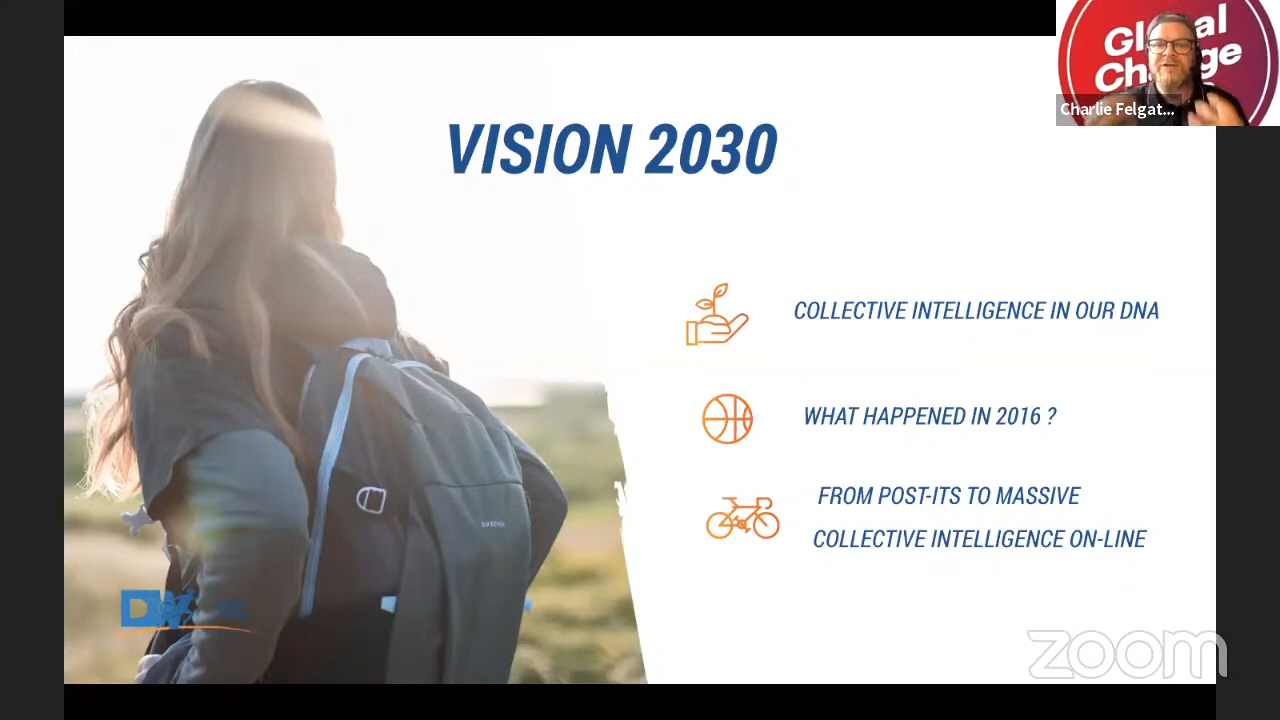 Global
Change
Charlie Felgat...
VISION 2030
COLLECTIVE INTELLIGENCE IN OUR DNA
WHAT HAPPENED IN 2016 ?
FROM POST-ITS TO MASSIVE
COLLECTIVE INTELLIGENCE ON-LINE
zoom